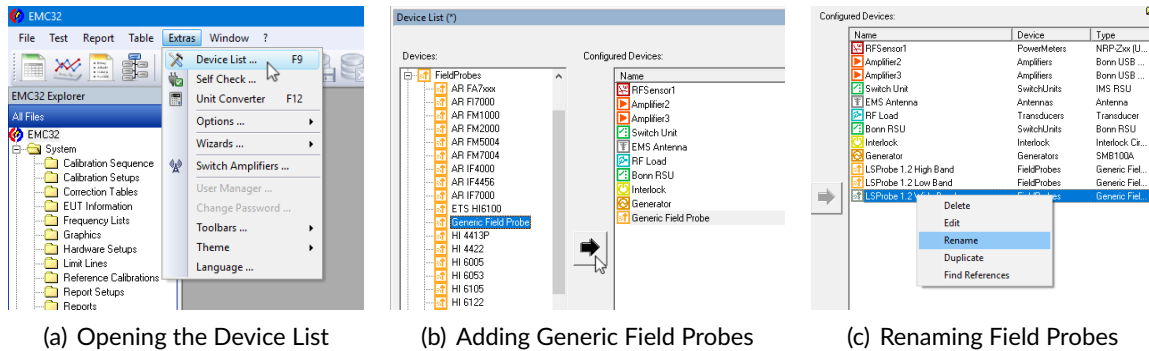 EMC32
File Test Report Table Extras Window ?
Device List ... F9
Self Check ...
Unit Converter F12
Options ...
Wizards ...
Switch Amplifiers ...
User Manager ...
Change Password ...
Toolbars ...
Theme
Language ...
EMC32 Explorer
All Files
EMC32
System
Calibration Sequence
Calibration Setups
Correction Tables
EUT Information
Frequency Lists
Graphics
Hardware Setups
Limit Lines
Reference Calibrations
Report Setups
Reports
(a) Opening the Device List
Device List (*)
Devices:
FieldProbes
AR FA7xxx
AR FI7000
AR FM1000
AR FM2000
AR FM5004
AR FM7004
AR IF4000
AR IF4456
AR IF7000
ETS HI6100
Generic Field Probe
HI 4413P
HI 4422
HI 6005
HI 6053
HI 6105
HI 6122
Configured Devices:
Name
RFSensor1
Amplifier2
Amplifier3
Switch Unit
EMS Antenna
RF Load
Bonn RSU
Interlock
Generator
Generic Field Probe
(b) Adding Generic Field Probes
Configured Devices:
Name Device Type
RFSensor1 PowerMeters NRP-Zxx (U...
Amplifier2 Amplifiers Bonn USB ...
Amplifier3 Amplifiers Bonn USB ...
Switch Unit SwitchUnits IMS RSU
EMS Antenna Antennas Antenna
RF Load Transducers Transducer
Bonn RSU SwitchUnits Bonn RSU
Interlock Interlock Interlock Cir...
Generator Generators SMB100A
LSProbe 1.2 High Band FieldProbes Generic Fiel...
LSProbe 1.2 Low Band FieldProbes Generic Fiel...
LSProbe 1.2 Generic Fiel...
Delete
Edit
Rename
Duplicate
Find References
(c) Renaming Field Probes